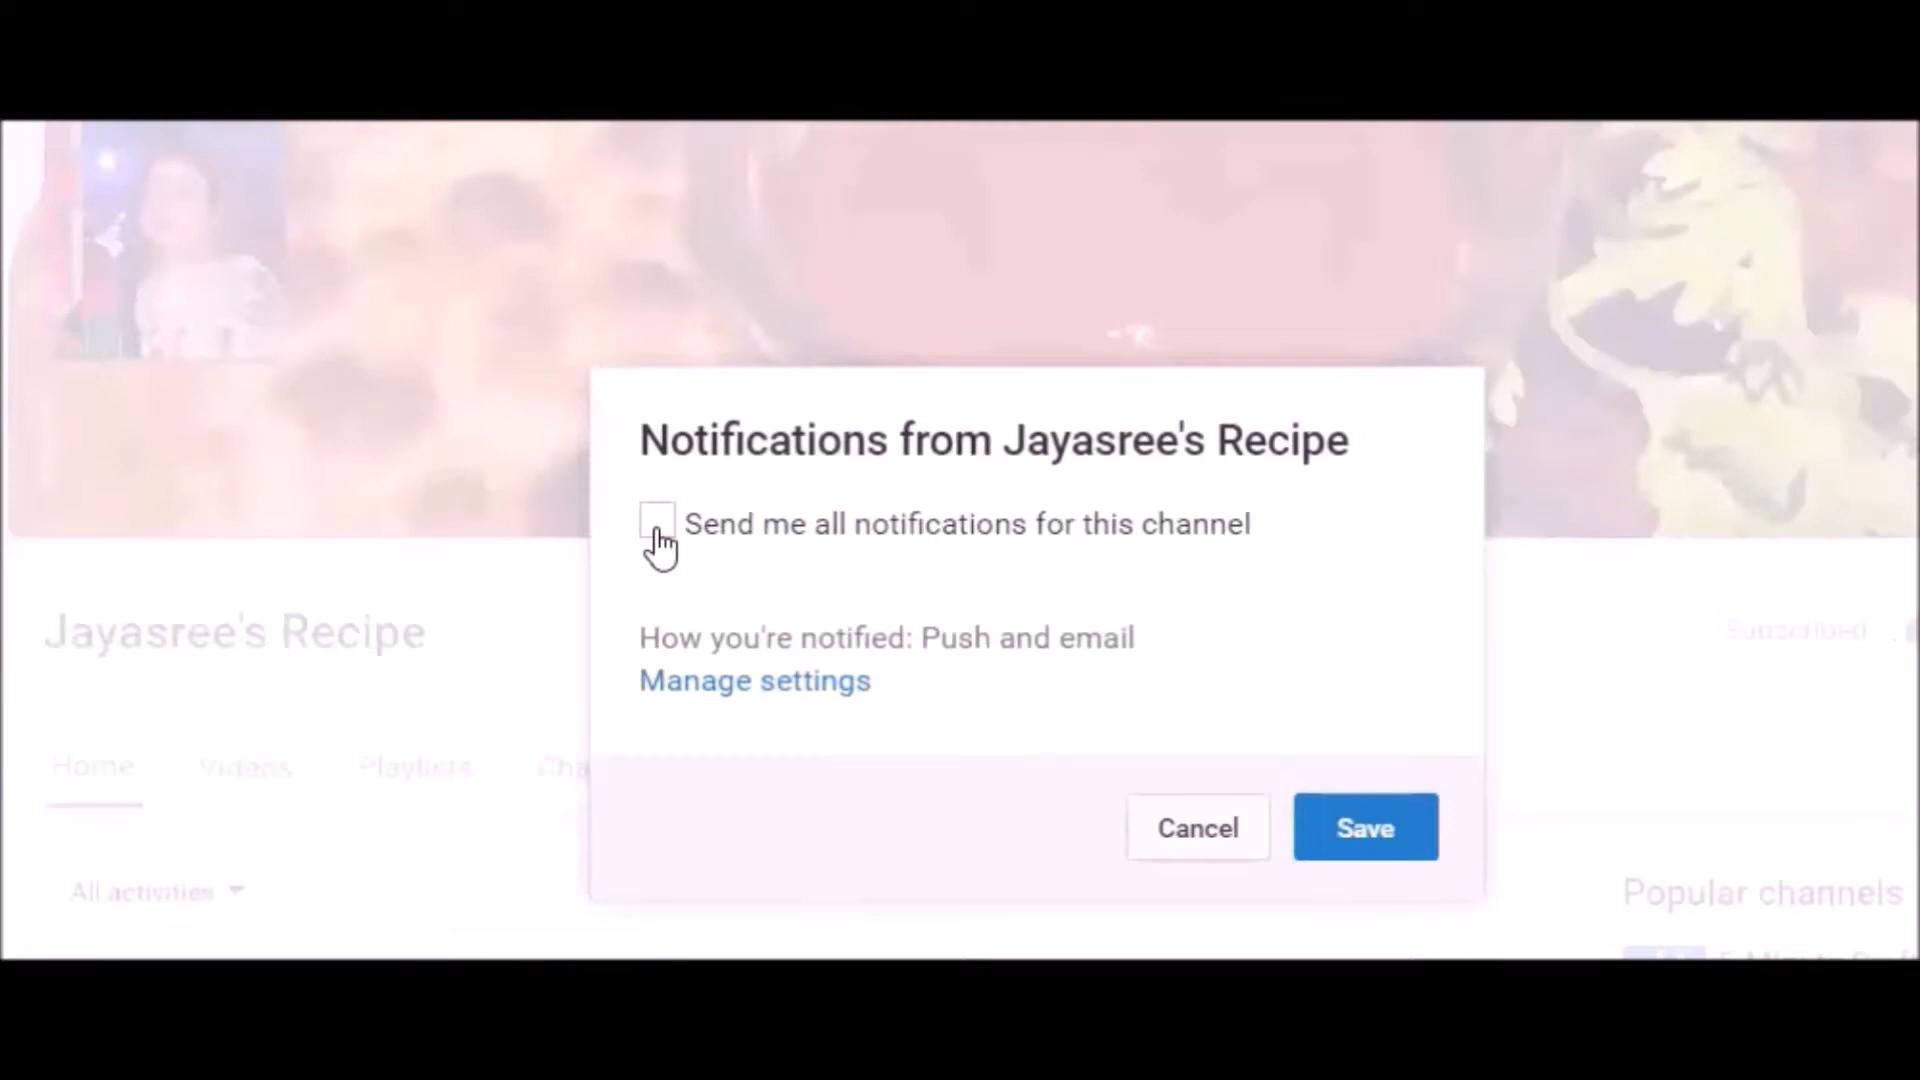 Notifications from Jayasree's Recipe
Send me all notifications for this channel
How you're notified: Push and email
Manage settings
Cancel
Save
Jayasree's Recipe
Subscribed
Home
Videos
Playlists
All activities
Popular channels